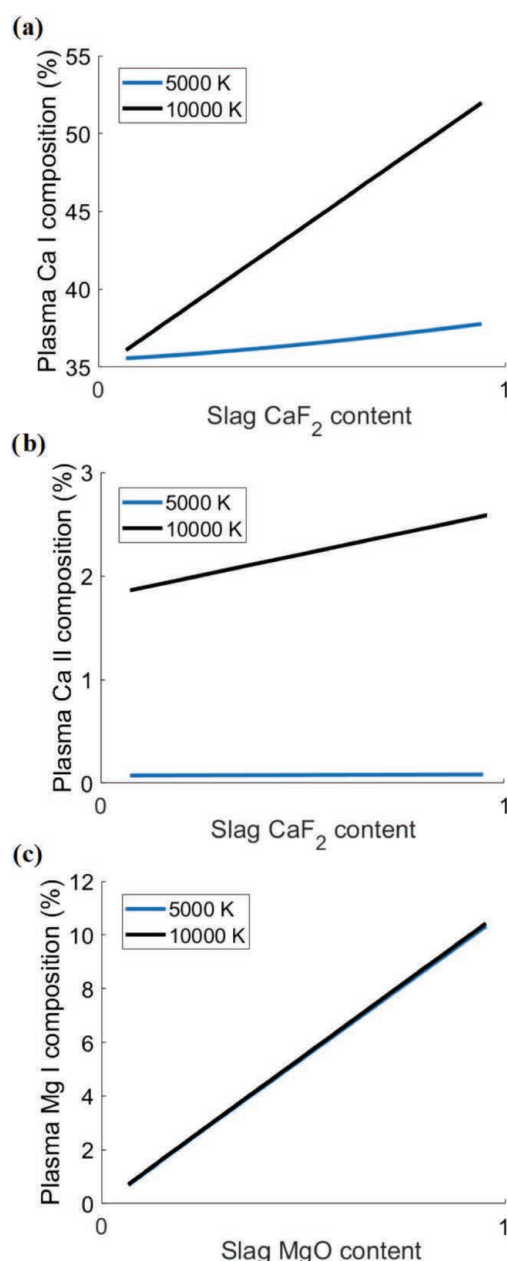 (a)
55
50
45
40
35
Plasma Ca I composition (%)
5000 K
10000 K
0
1
Slag CaF2 content
(b)
3
2
1
0
Plasma Ca II composition (%)
5000 K
10000 K
0
1
Slag CaF2 content
(c)
12
10
8
6
4
2
0
Plasma Mg I composition (%)
5000 K
10000 K
0
1
Slag MgO content